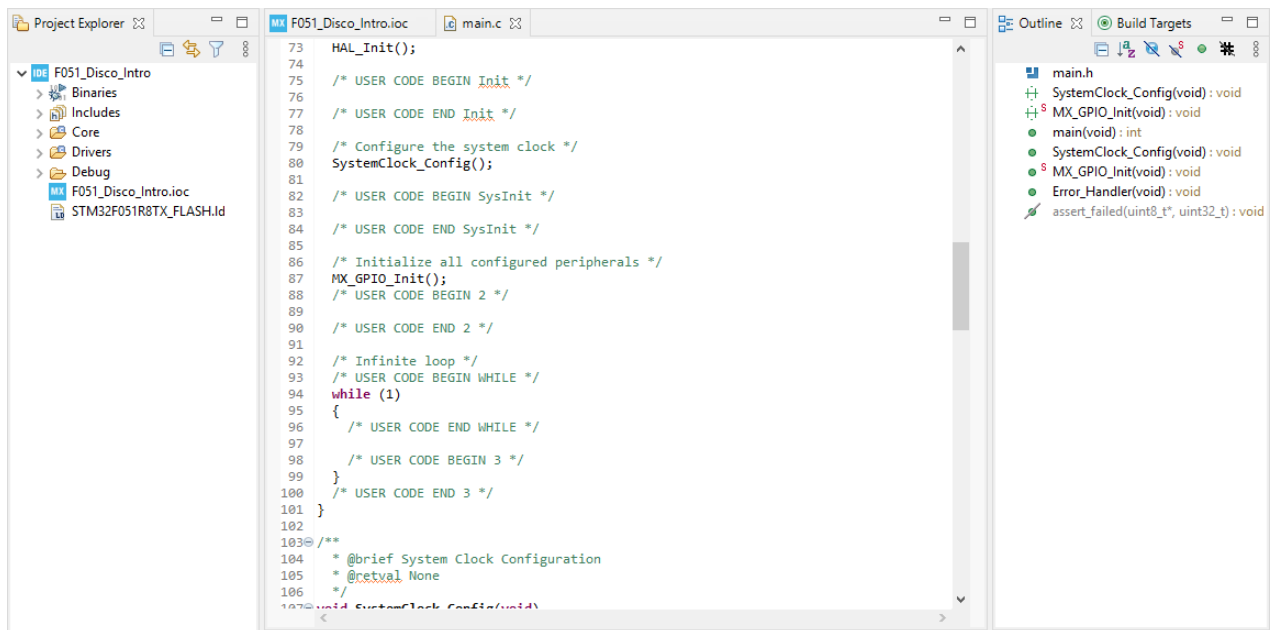 Project Explorer
IDE F051_Disco_Intro
Binaries
Includes
Core
Drivers
Debug
MX F051_Disco_Intro.ioc
STM32F051R8TX_FLASH.ld
MX F051_Disco_Intro.ioc
main.c
73 HAL_Init();
74
75 /* USER CODE BEGIN Init */
76
77 /* USER CODE END Init */
78
79 /* Configure the system clock */
80 SystemClock_Config();
81
82 /* USER CODE BEGIN SysInit */
83
84 /* USER CODE END SysInit */
85
86 /* Initialize all configured peripherals */
87 MX_GPIO_Init();
88 /* USER CODE BEGIN 2 */
89
90 /* USER CODE END 2 */
91
92 /* Infinite loop */
93 /* USER CODE BEGIN WHILE */
94 while (1)
95 {
96 /* USER CODE END WHILE */
97
98 /* USER CODE BEGIN 3 */
99 }
100 /* USER CODE END 3 */
101 }
102
103 /**
104 * @brief System Clock Configuration
105 * @retval None
106 */
107 void SystemClock_Config(void)
Outline
Build Targets
main.h
SystemClock_Config(void) : void
S MX_GPIO_Init(void) : void
main(void) : int
SystemClock_Config(void) : void
S MX_GPIO_Init(void) : void
Error_Handler(void) : void
assert_failed(uint8_t*, uint32_t) : void